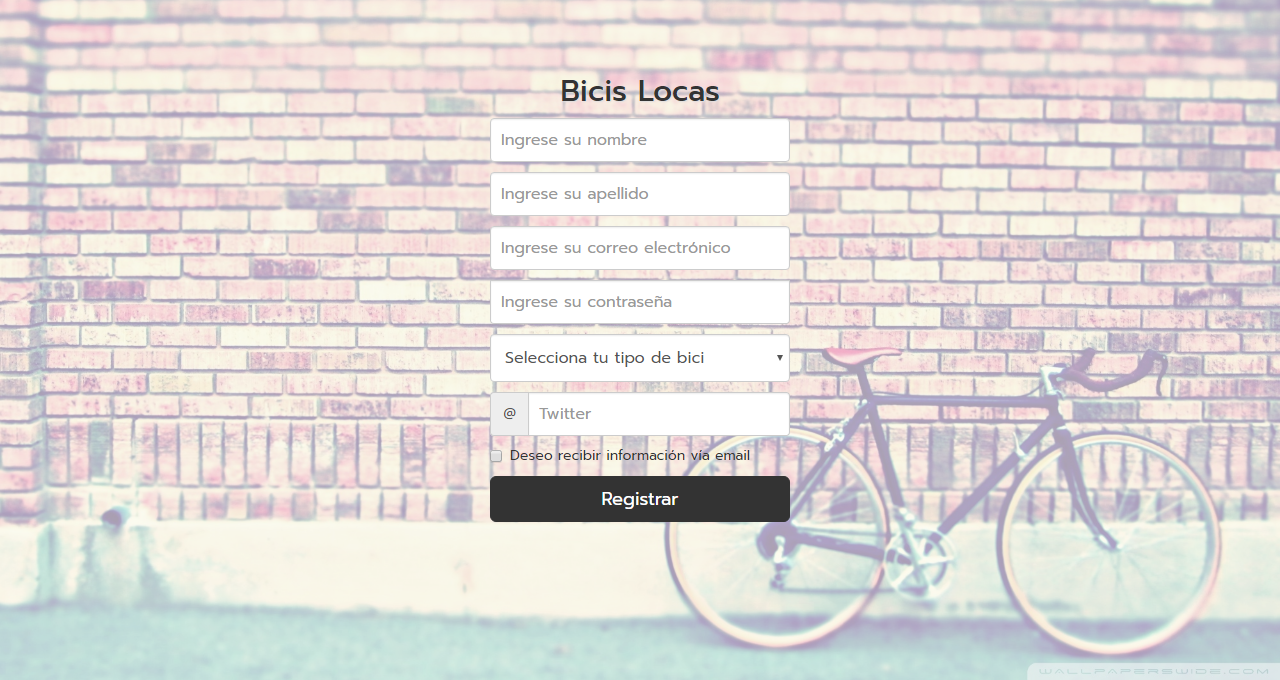 Bicis Locas
Ingrese su nombre
Ingrese su apellido
Ingrese su correo electrónico
Ingrese su contraseña
Selecciona tu tipo de bici
@ Twitter
Deseo recibir información vía email
Registrar
WALLPAPERSWIDE.COM